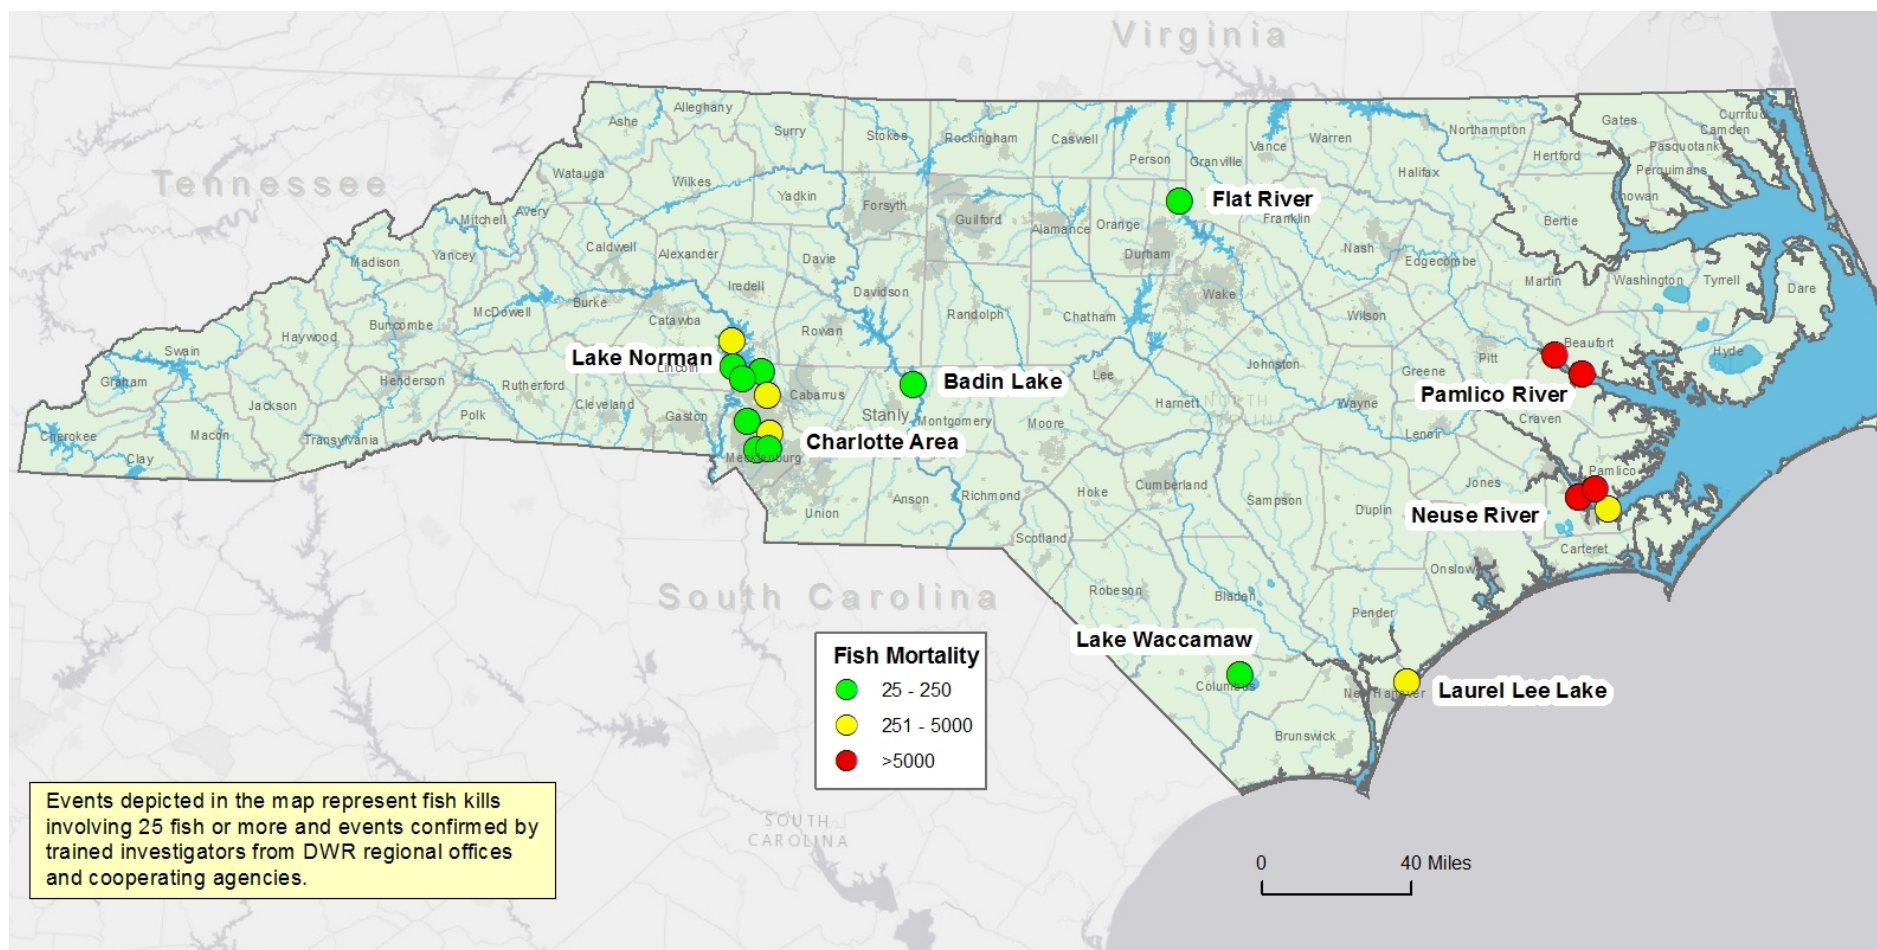 Virginia
Tennessee
Alleghany
Ashe
Surry
Stokes
Rockingham
Caswell
Person
Granville
Vance
Warren
Northampton
Gates
Currituck
Camden
Pasquotank
Perquimans
Hertford
Halifax
Watauga
Wilkes
Yadkin
Forsyth
Guilford
Alamance
Orange
Flat River
Franklin
Bertie
Chowan
Mitchell
Avery
Caldwell
Alexander
Davie
Durham
Nash
Edgecombe
Madison
Yancey
Iredell
Davidson
Wake
Martin
Washington
Tyrrell
Dare
McDowell
Burke
Catawba
Rowan
Randolph
Chatham
Wilson
Haywood
Buncombe
Swain
Lake Norman
Lincoln
Johnston
Pitt
Beaufort
Hyde
Graham
Henderson
Rutherford
Cleveland
Gaston
Cabarrus
Badin Lake
Lee
Greene
Pamlico River
Jackson
Polk
Stanly
Montgomery
Moore
Harnett
NORTH
Wayne
Craven
Cherokee
Macon
Transylvania
Clay
Charlotte Area
Mecklenburg
Lenoir
Pamlico
Anson
Richmond
Hoke
Cumberland
Sampson
Duplin
Jones
Union
Neuse River
Scotland
Carteret
Onslow
South Carolina
Robeson
Bladen
Pender
Lake Waccamaw
Columbus
New Hanover
Laurel Lee Lake
Brunswick
Fish Mortality
25 - 250
251 - 5000
>5000
Events depicted in the map represent fish kills
involving 25 fish or more and events confirmed by
trained investigators from DWR regional offices
and cooperating agencies.
SOUTH
CAROLINA
0 40 Miles